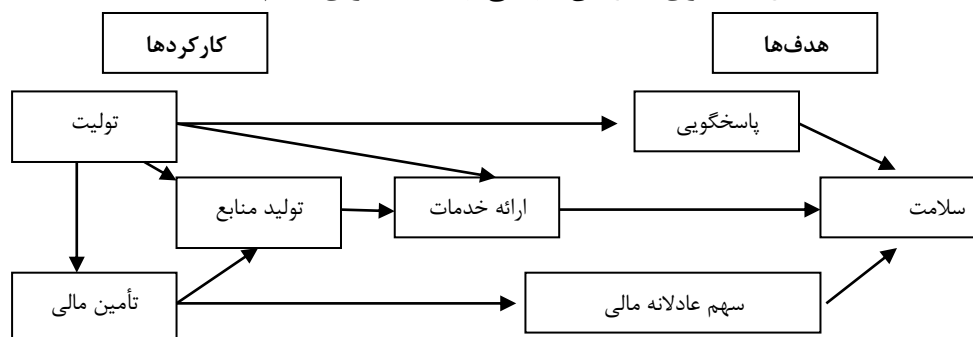 هدف‌ها
کارکردها
پاسخگویی
تولیت
سلامت
ارائه خدمات
تولید منابع
سهم عادلانه مالی
تأمین مالی